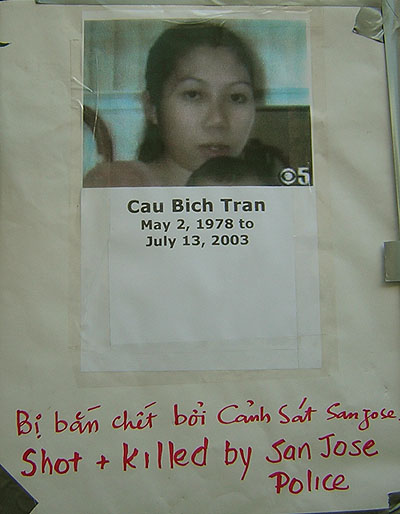 5
Cau Bich Tran
May 2, 1978 to
July 13, 2003
Bị bắn chết bởi Cảnh Sát San Jose.
Shot + killed by San Jose
Police